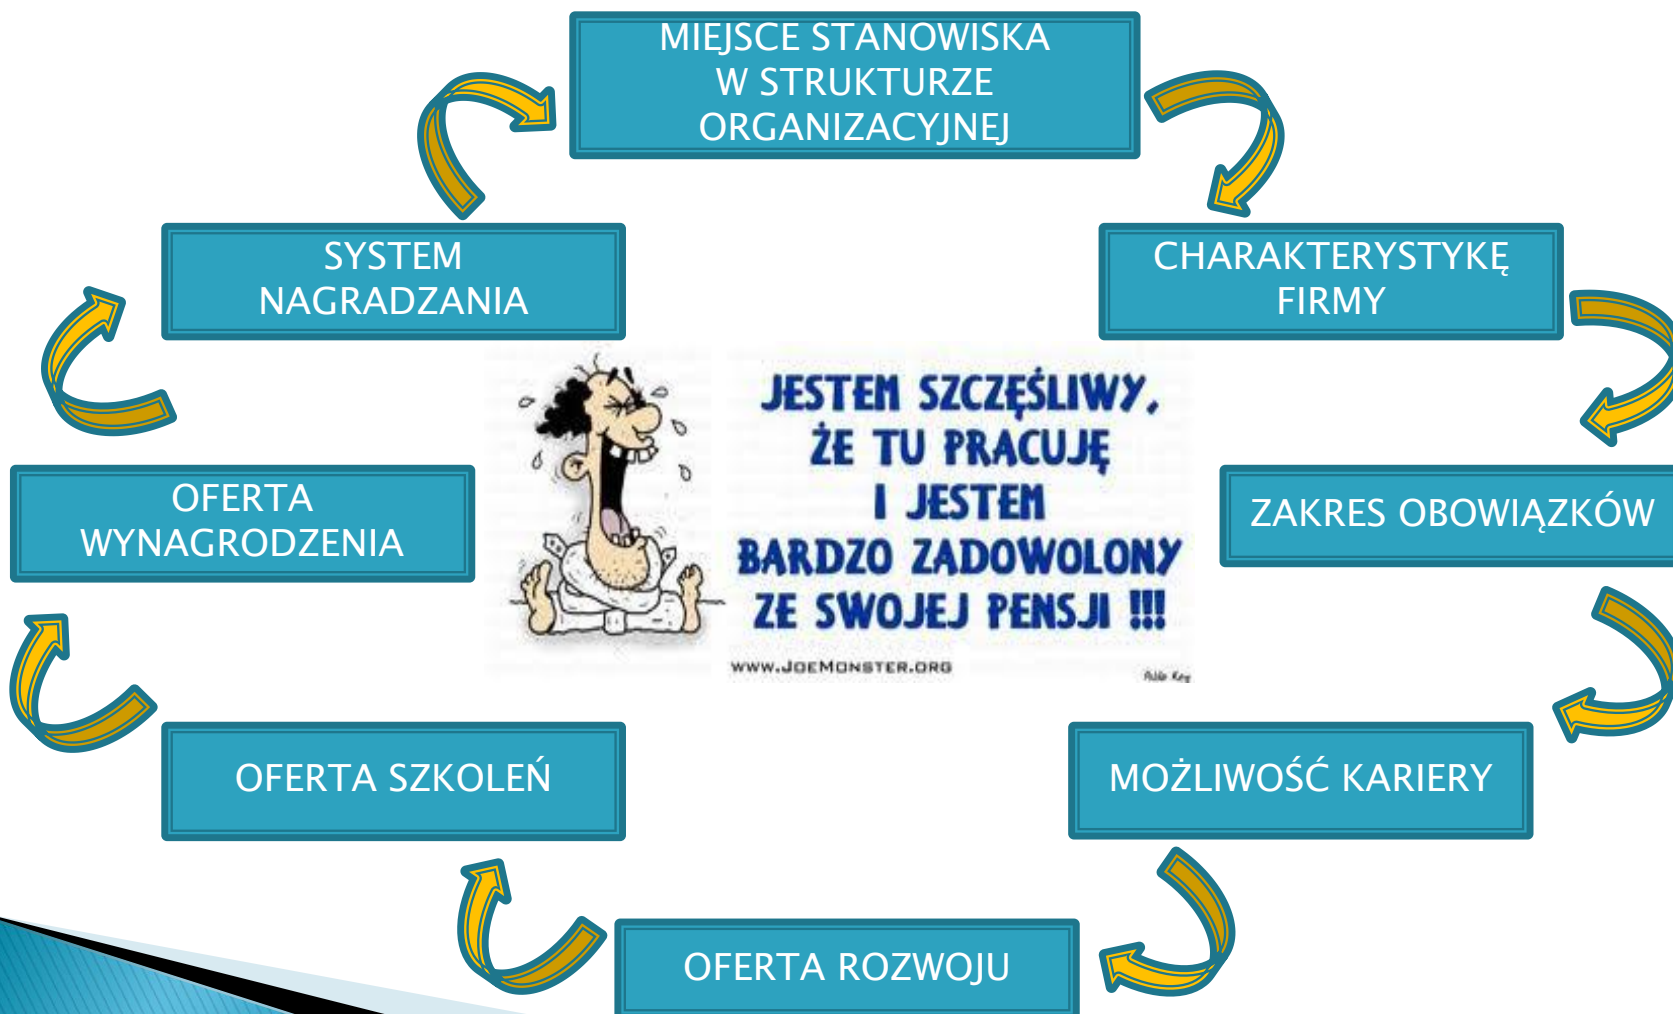 MIEJSCE STANOWISKA
W STRUKTURZE
ORGANIZACYJNEJ
SYSTEM
NAGRADZANIA
CHARAKTERYSTYKĘ
FIRMY
JESTEM SZCZĘŚLIWY,
ŻE TU PRACUJĘ
I JESTEM
BARDZO ZADOWOLONY
ZE SWOJEJ PENSJI !!!
WWW.JOEMONSTER.ORG
OFERTA
WYNAGRODZENIA
ZAKRES OBOWIĄZKÓW
OFERTA SZKOLEŃ
MOŻLIWOŚĆ KARIERY
OFERTA ROZWOJU